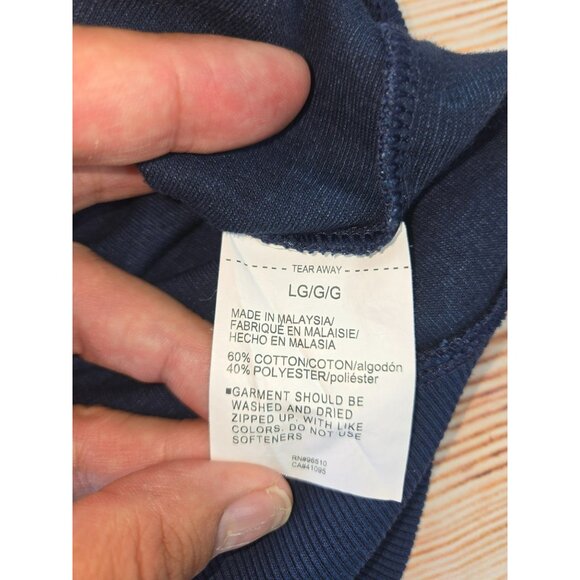 TEAR AWAY
LG/G/G
MADE IN MALAYSIA/
FABRIQUÉ EN MALAISIE/
HECHO EN MALASIA
60% COTTON/COTON/algodón
40% POLYESTER/poliéster
■GARMENT SHOULD BE
WASHED AND DRIED
ZIPPED UP. WITH LIKE
COLORS. DO NOT USE
SOFTENERS
RN#96510
CA#41095